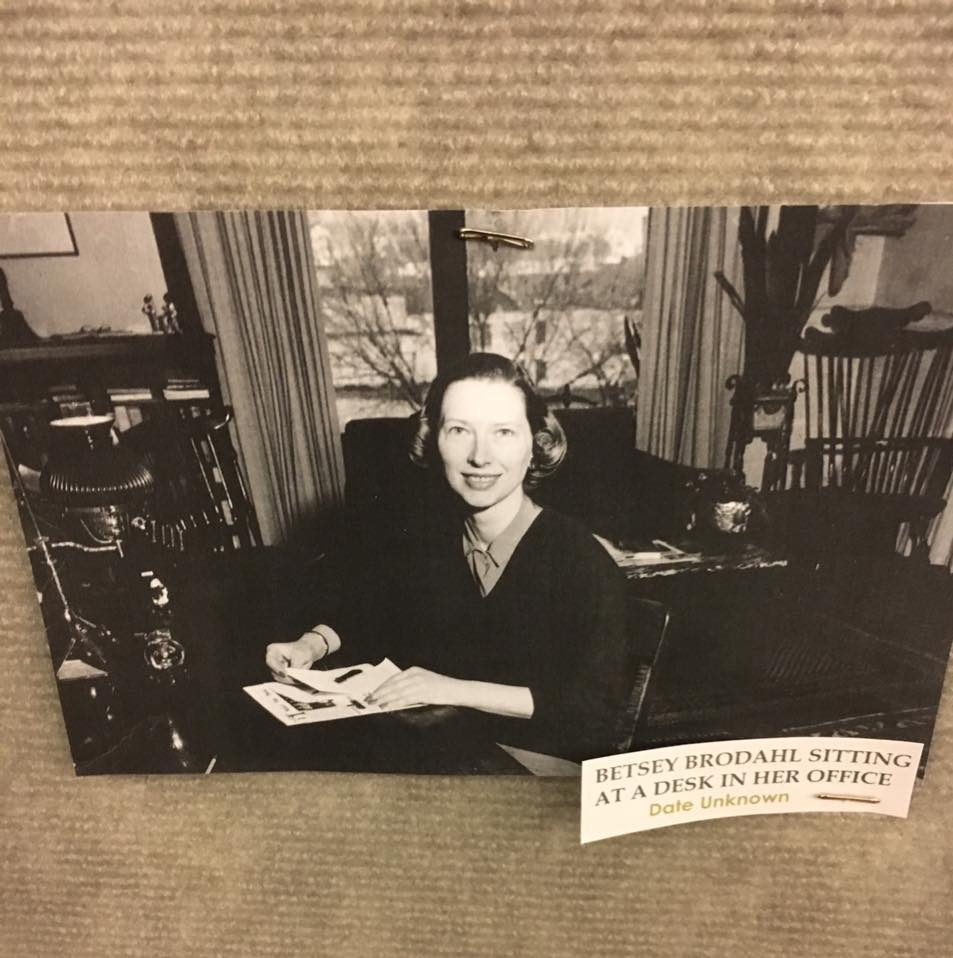 BETSEY BRODAHL SITTING
AT A DESK IN HER OFFICE
Date Unknown